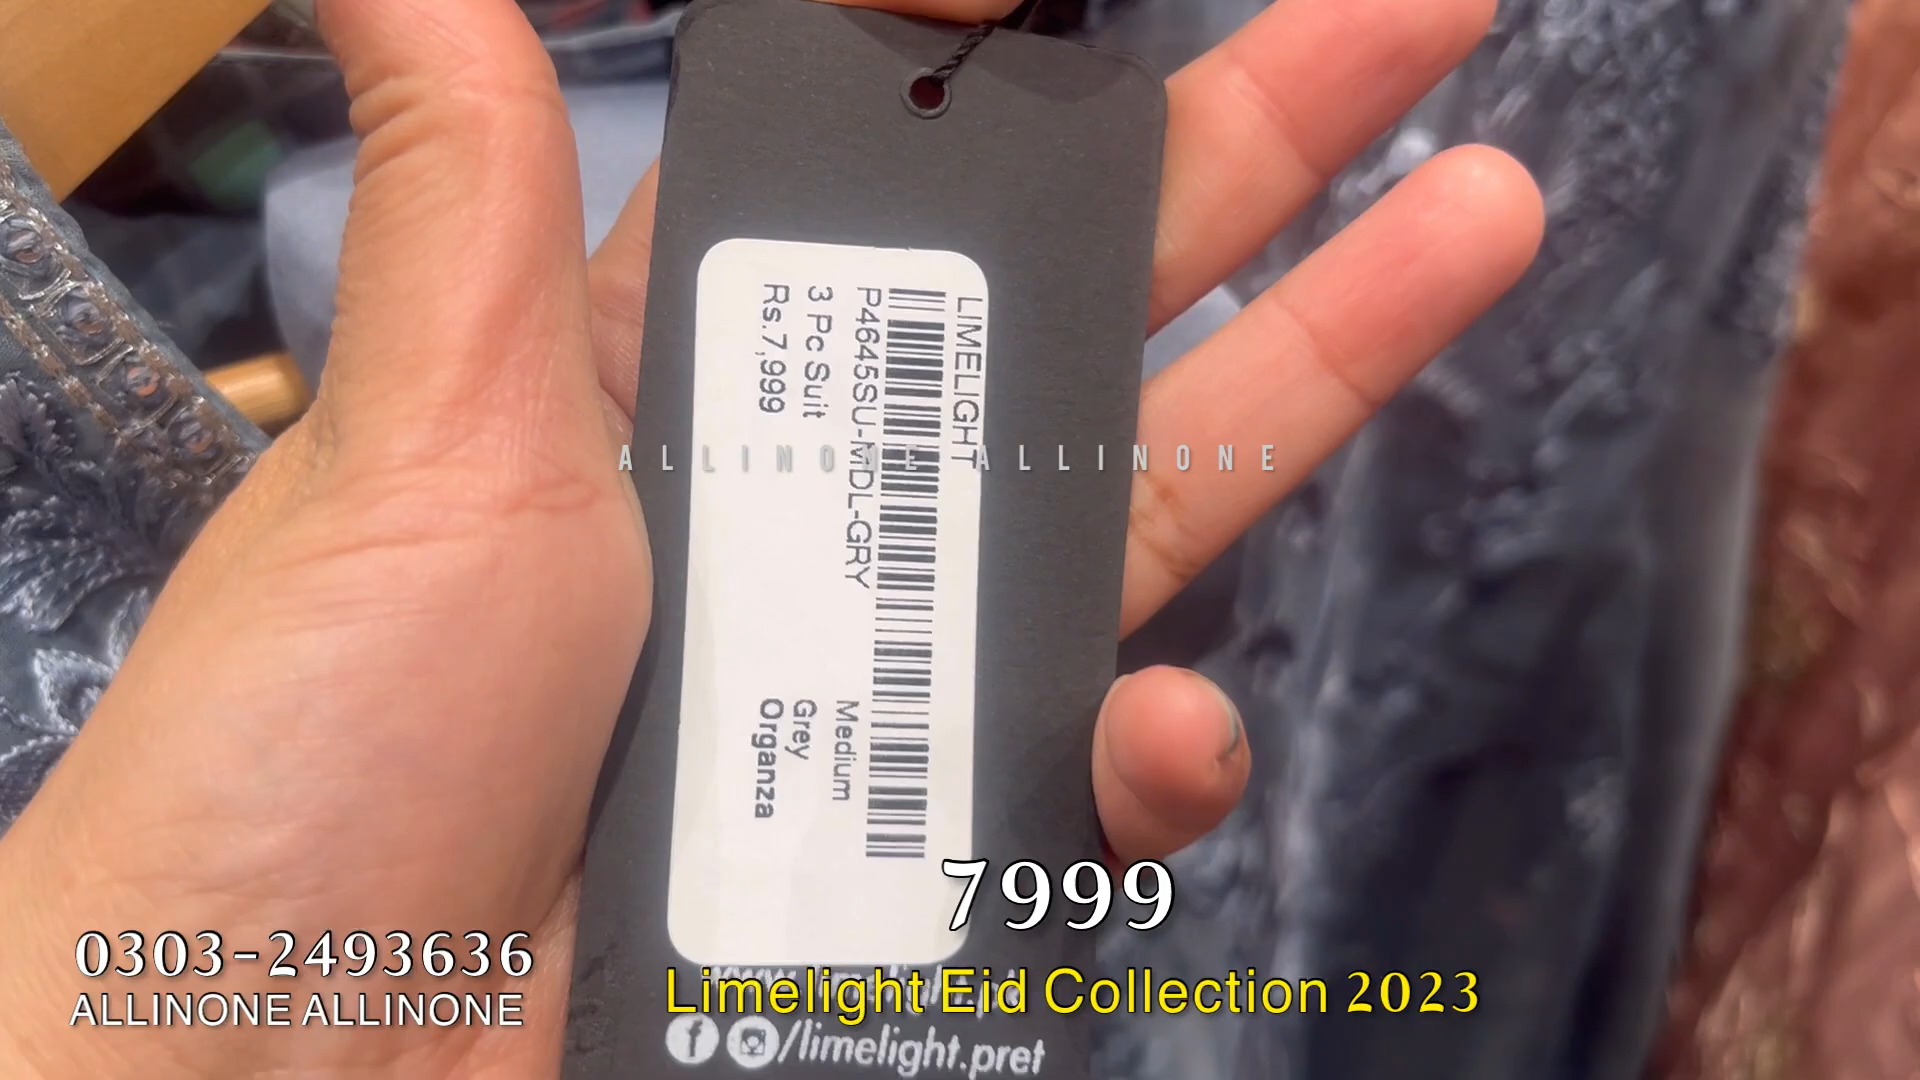 LIMELIGHT
P4645SU-MDL-GRY
3 Pc Suit
Rs.7,999
Medium
Grey
Organza
ALLINONE ALLINONE
7999
0303-2493636
ALLINONE ALLINONE
Limelight Eid Collection 2023
/limelight.pret